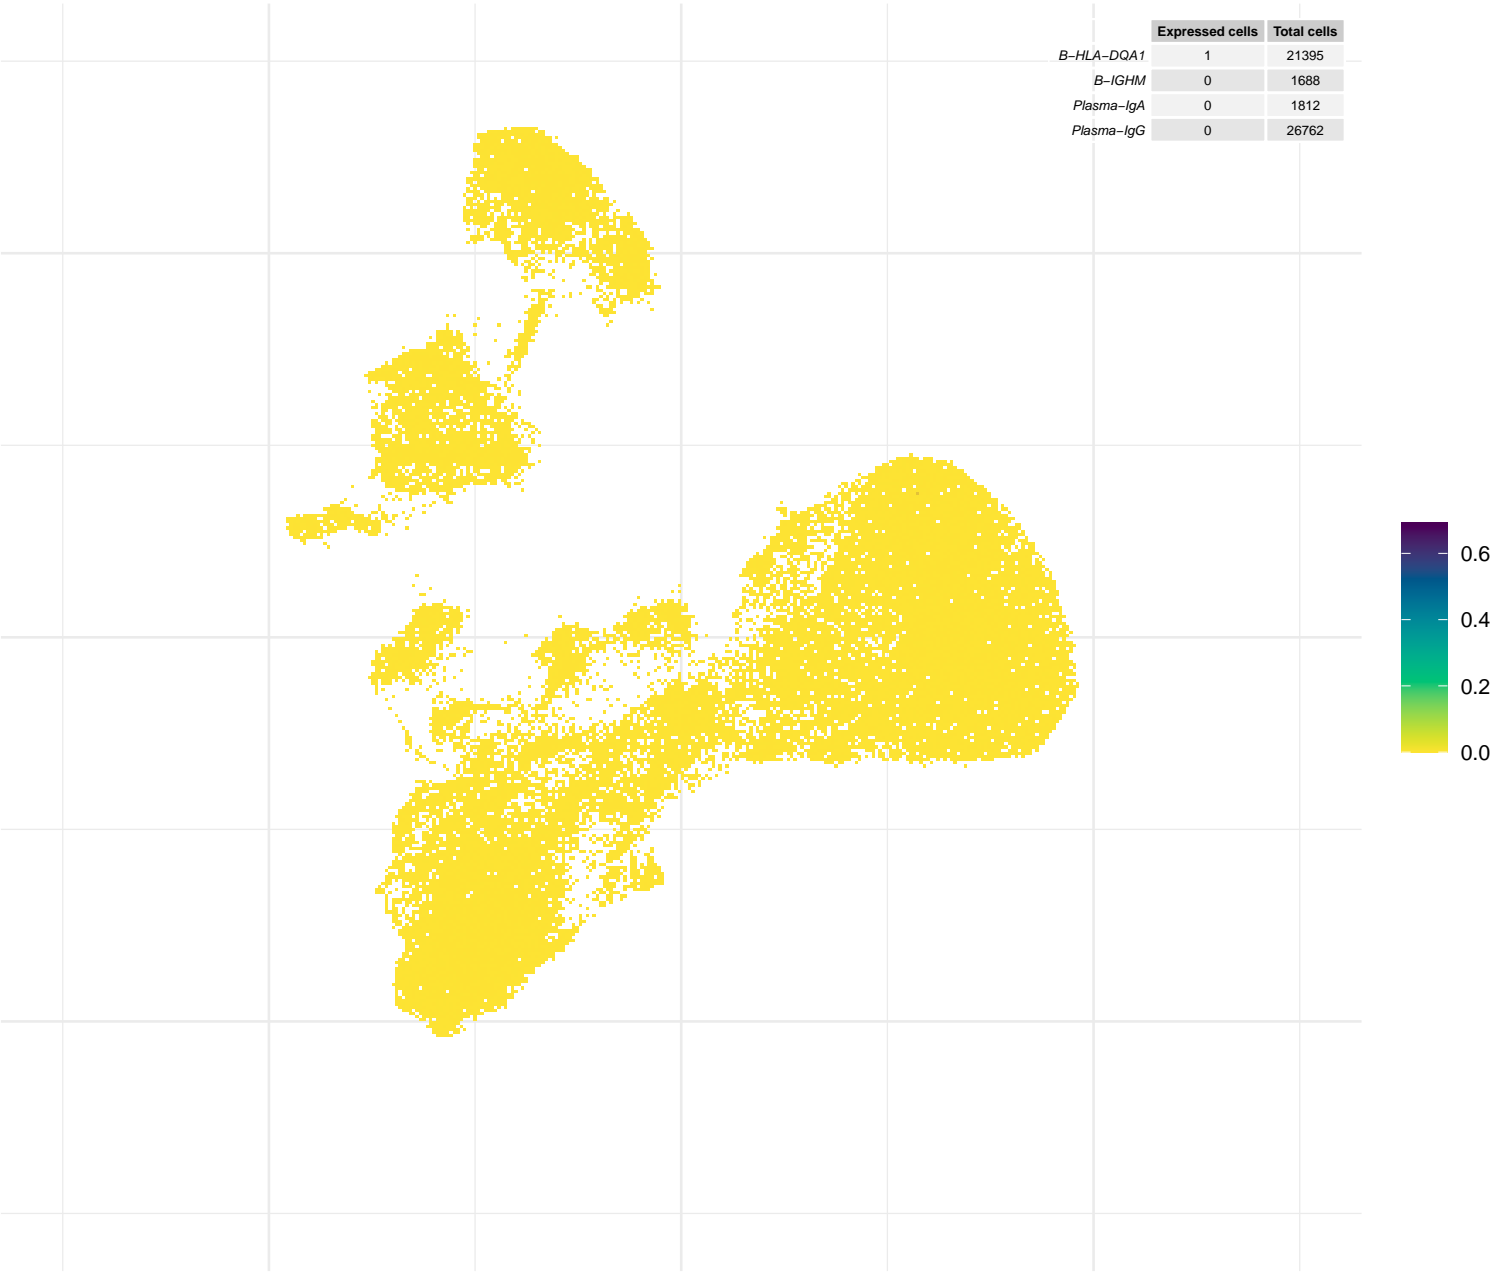 Expressed cells Total cells
B−HLA−DQA1 1 21395
B−IGHM 0 1688
Plasma−IgA 0 1812
Plasma−IgG 0 26762
0.6
0.4
0.2
0.0